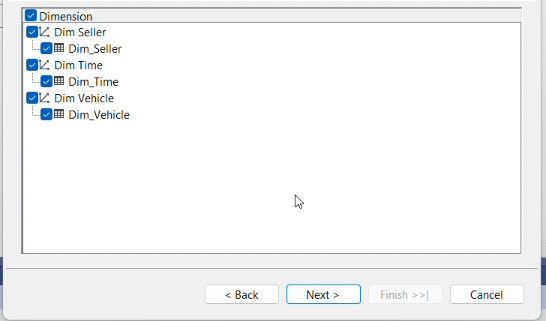 Dimension
Dim Seller
Dim_Seller
Dim Time
Dim_Time
Dim Vehicle
Dim_Vehicle
< Back Next > Finish >>| Cancel